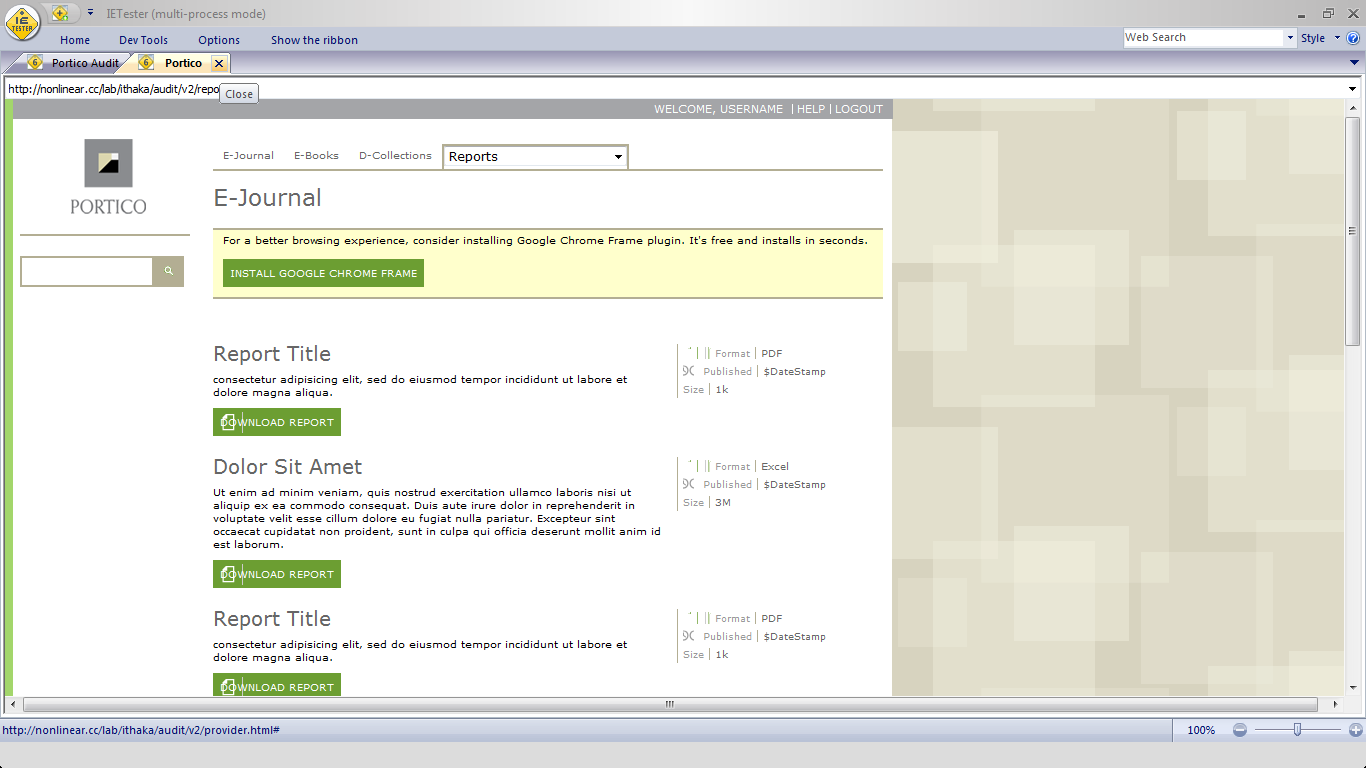 IETester (multi-process mode)
Home Dev Tools Options Show the ribbon
Web Search Style
6 Portico Audit 6 Portico
http://nonlinear.cc/lab/ithaka/audit/v2/repo
Close
WELCOME, USERNAME | HELP | LOGOUT
PORTICO
E-Journal E-Books D-Collections Reports
E-Journal
For a better browsing experience, consider installing Google Chrome Frame plugin. It's free and installs in seconds.
INSTALL GOOGLE CHROME FRAME
Report Title
consectetur adipisicing elit, sed do eiusmod tempor incididunt ut labore et
dolore magna aliqua.
DOWNLOAD REPORT
Format | PDF
Published | $DateStamp
Size | 1k
Dolor Sit Amet
Ut enim ad minim veniam, quis nostrud exercitation ullamco laboris nisi ut
aliquip ex ea commodo consequat. Duis aute irure dolor in reprehenderit in
voluptate velit esse cillum dolore eu fugiat nulla pariatur. Excepteur sint
occaecat cupidatat non proident, sunt in culpa qui officia deserunt mollit anim id
est laborum.
DOWNLOAD REPORT
Format | Excel
Published | $DateStamp
Size | 3M
Report Title
consectetur adipisicing elit, sed do eiusmod tempor incididunt ut labore et
dolore magna aliqua.
DOWNLOAD REPORT
Format | PDF
Published | $DateStamp
Size | 1k
http://nonlinear.cc/lab/ithaka/audit/v2/provider.html#
100%